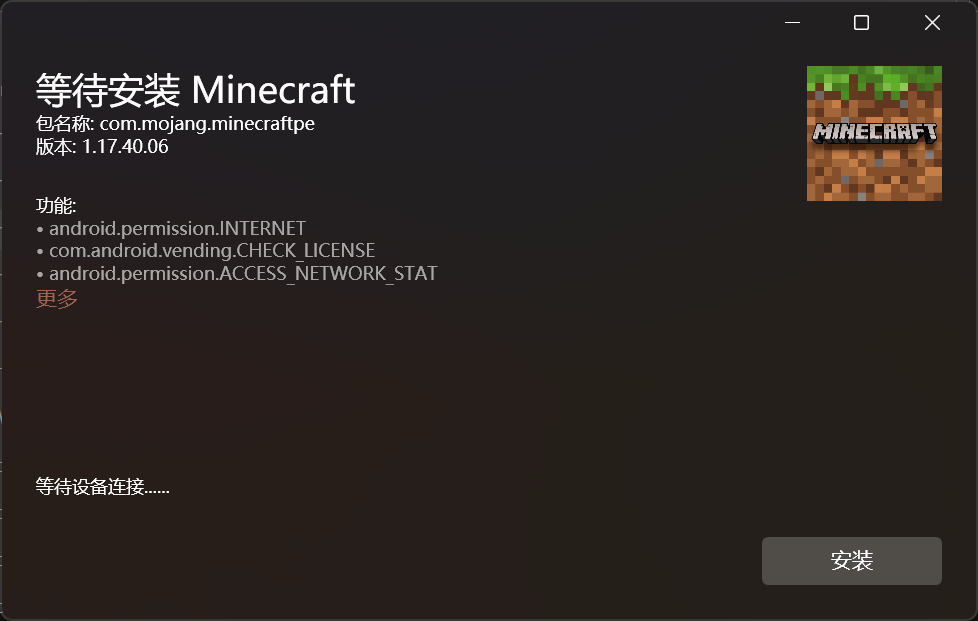 等待安装 Minecraft
包名称: com.mojang.minecraftpe
版本: 1.17.40.06
MINECRAFT
功能:
• android.permission.INTERNET
• com.android.vending.CHECK_LICENSE
• android.permission.ACCESS_NETWORK_STAT
更多
等待设备连接......
安装